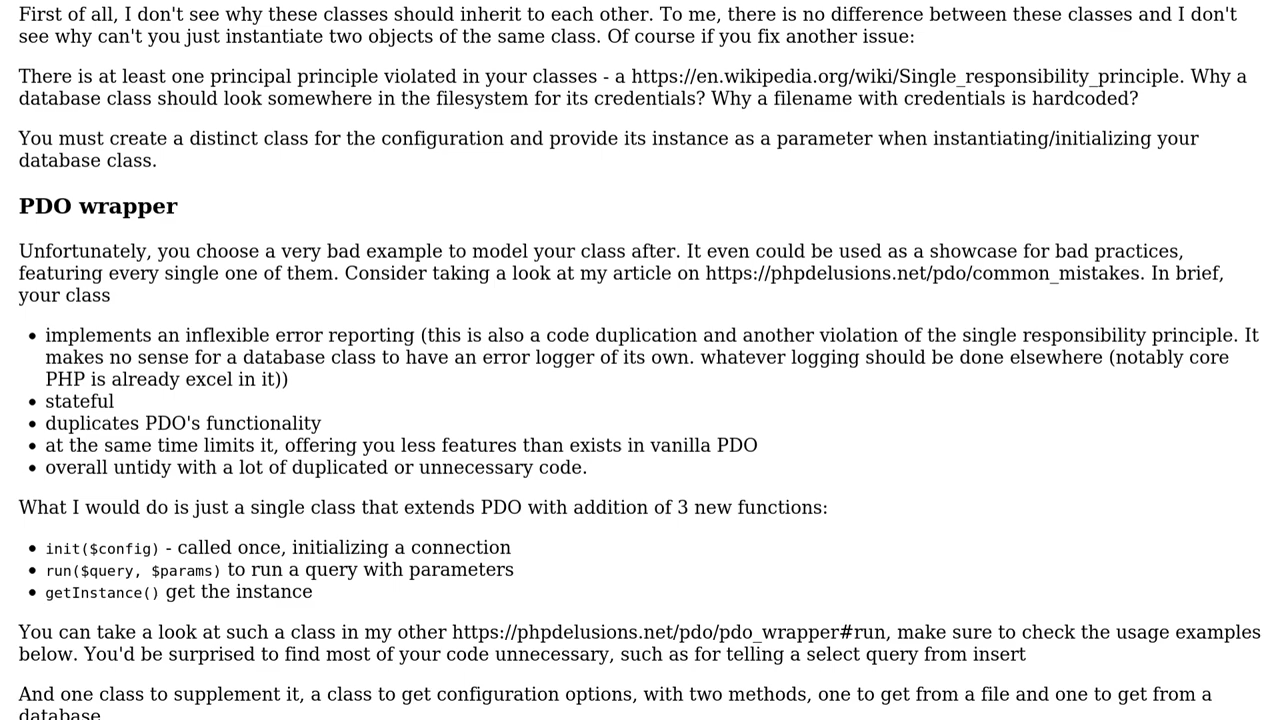 First of all, I don't see why these classes should inherit to each other. To me, there is no difference between these classes and I don't
see why can't you just instantiate two objects of the same class. Of course if you fix another issue:
There is at least one principal principle violated in your classes - a https://en.wikipedia.org/wiki/Single_responsibility_principle. Why a
database class should look somewhere in the filesystem for its credentials? Why a filename with credentials is hardcoded?
You must create a distinct class for the configuration and provide its instance as a parameter when instantiating/initializing your
database class.
PDO wrapper
Unfortunately, you choose a very bad example to model your class after. It even could be used as a showcase for bad practices,
featuring every single one of them. Consider taking a look at my article on https://phpdelusions.net/pdo/common_mistakes. In brief,
your class
• implements an inflexible error reporting (this is also a code duplication and another violation of the single responsibility principle. It
makes no sense for a database class to have an error logger of its own. whatever logging should be done elsewhere (notably core
PHP is already excel in it))
• stateful
• duplicates PDO's functionality
• at the same time limits it, offering you less features than exists in vanilla PDO
• overall untidy with a lot of duplicated or unnecessary code.
What I would do is just a single class that extends PDO with addition of 3 new functions:
• init($config) - called once, initializing a connection
• run($query, $params) to run a query with parameters
• getInstance() get the instance
You can take a look at such a class in my other https://phpdelusions.net/pdo/pdo_wrapper#run, make sure to check the usage examples
below. You'd be surprised to find most of your code unnecessary, such as for telling a select query from insert
And one class to supplement it, a class to get configuration options, with two methods, one to get from a file and one to get from a
database